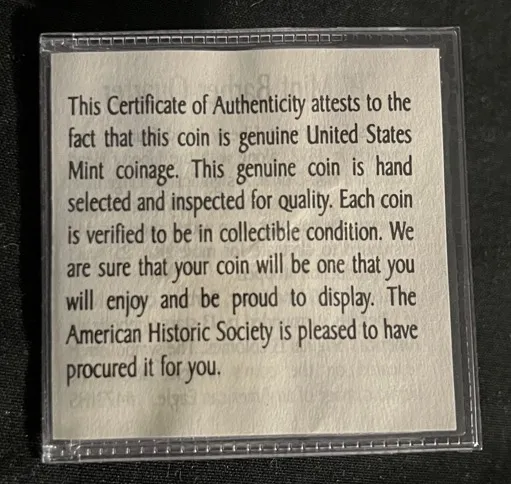 This Certificate of Authenticity attests to the
fact that this coin is genuine United States
Mint coinage. This genuine coin is hand
selected and inspected for quality. Each coin
is verified to be in collectible condition. We
are sure that your coin will be one that you
will enjoy and be proud to display. The
American Historic Society is pleased to have
procured it for you.